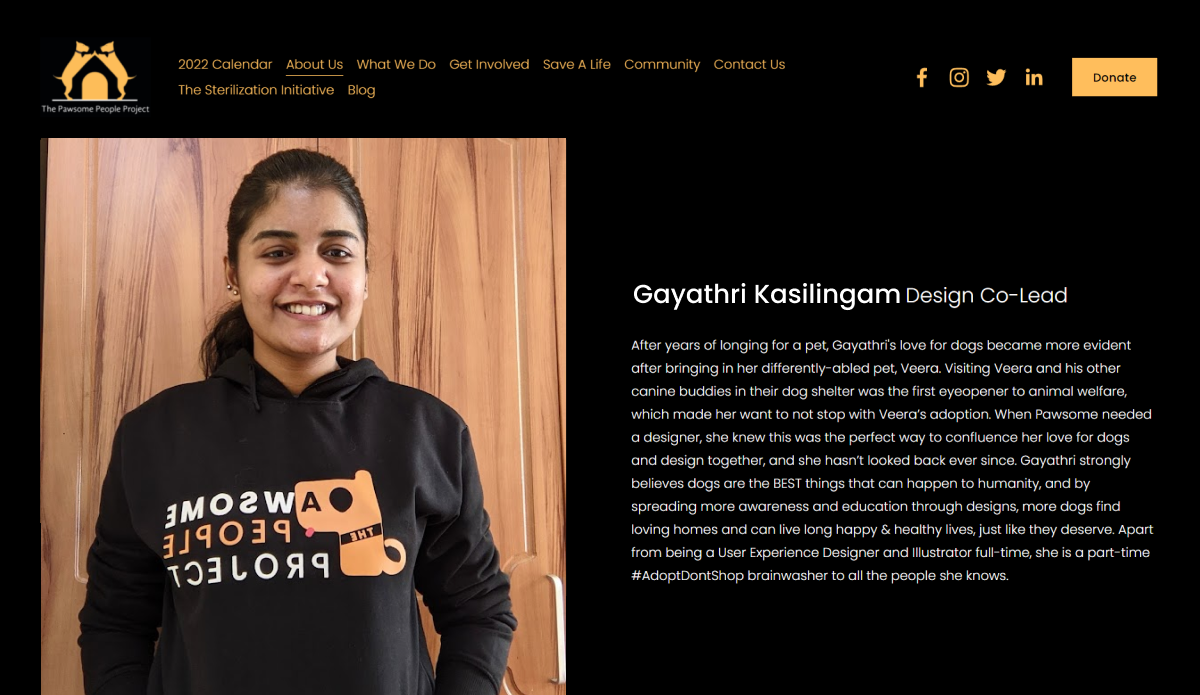 The Pawsome People Project
2022 Calendar About Us What We Do Get Involved Save A Life Community Contact Us
The Sterilization Initiative Blog
Donate
Gayathri Kasilingam Design Co-Lead
After years of longing for a pet, Gayathri's love for dogs became more evident
after bringing in her differently-abled pet, Veera. Visiting Veera and his other
canine buddies in their dog shelter was the first eyeopener to animal welfare,
which made her want to not stop with Veera’s adoption. When Pawsome needed
a designer, she knew this was the perfect way to confluence her love for dogs
and design together, and she hasn’t looked back ever since. Gayathri strongly
believes dogs are the BEST things that can happen to humanity, and by
spreading more awareness and education through designs, more dogs find
loving homes and can live long happy & healthy lives, just like they deserve. Apart
from being a User Experience Designer and Illustrator full-time, she is a part-time
#AdoptDontShop brainwasher to all the people she knows.
THE
PAWSOME
PEOPLE
PROJECT